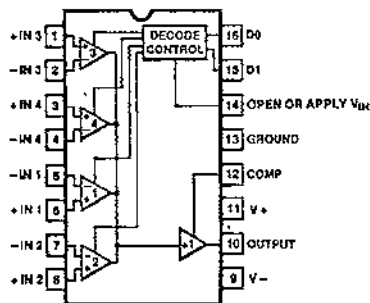 +IN 3 1
−IN 3 2
+IN 4 3
−IN 4 4
−IN 1 5
+IN 1 6
−IN 2 7
+IN 2 8
DECODE
CONTROL
+
3
−
+
4
−
−
1
+
−
2
+
+1
16 D0
15 D1
14 OPEN OR APPLY VIH
13 GROUND
12 COMP
11 V+
10 OUTPUT
9 V−